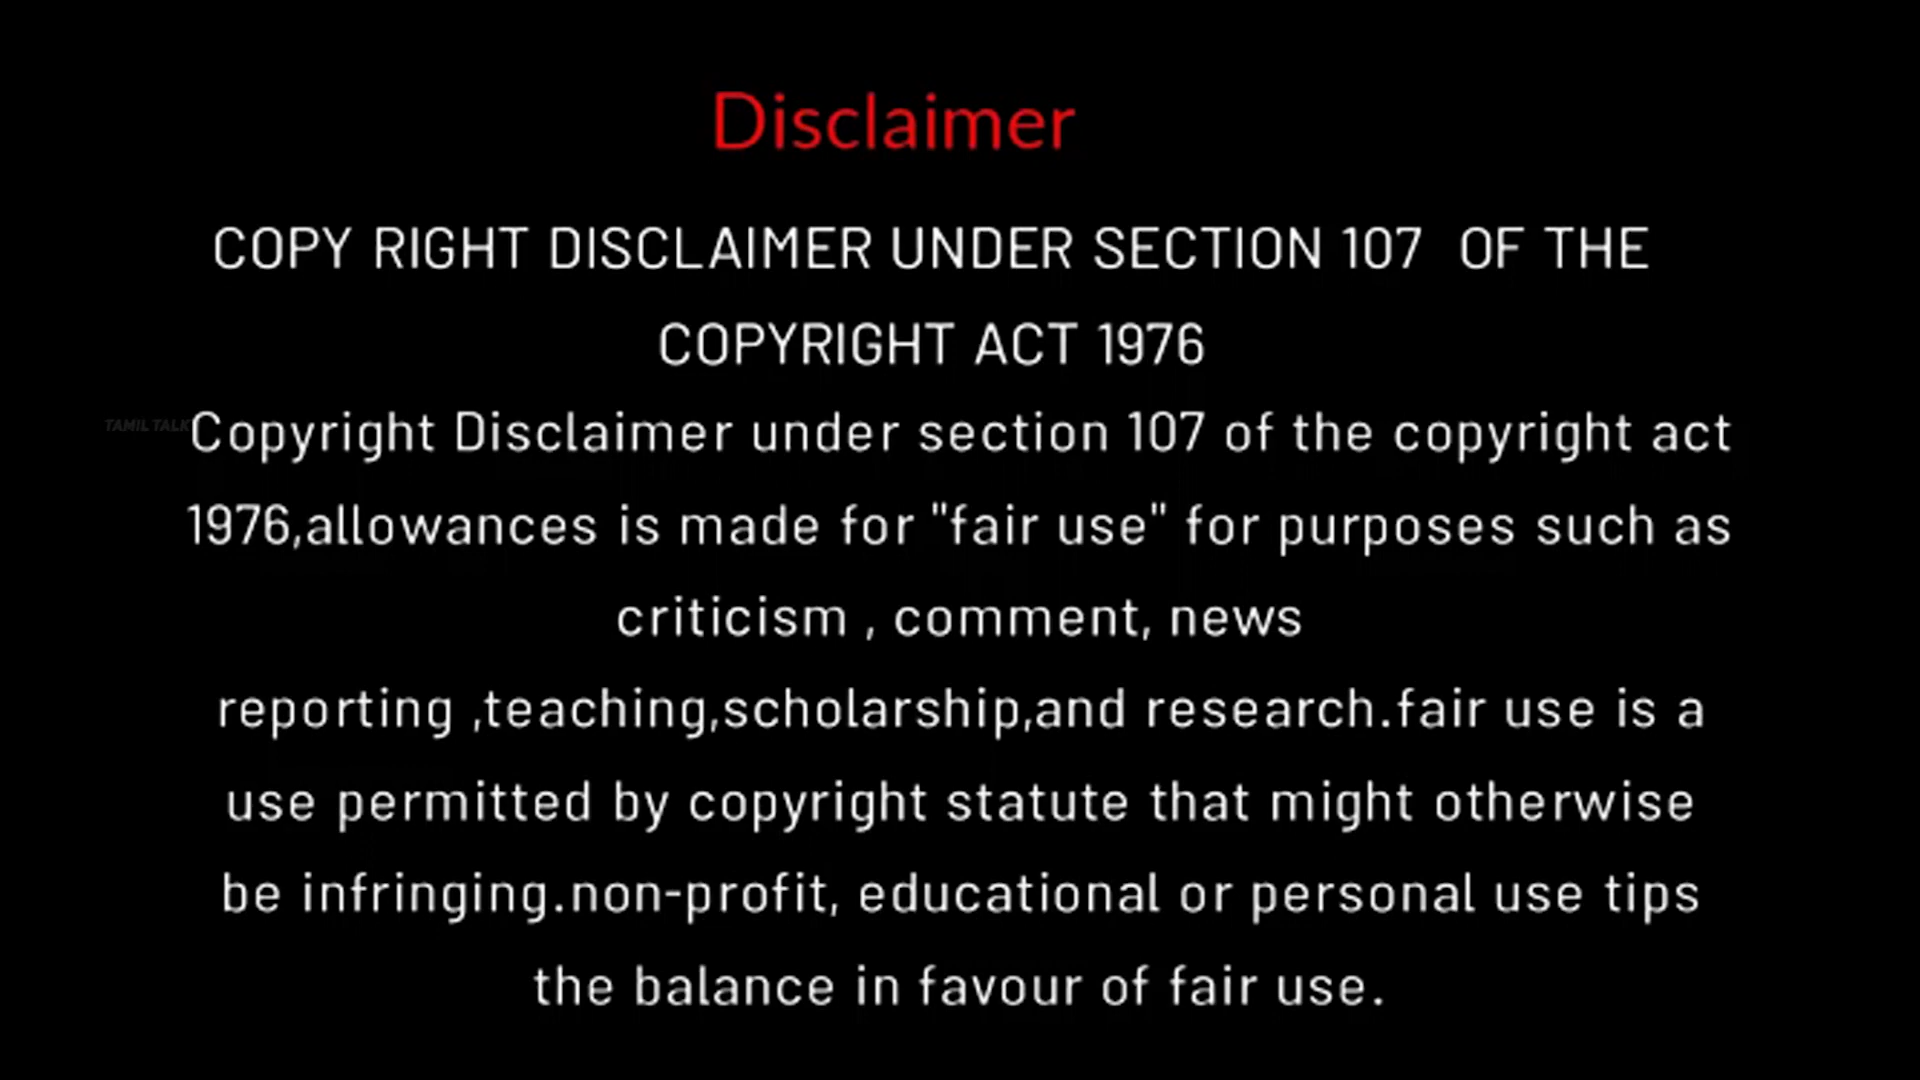 Disclaimer
COPY RIGHT DISCLAIMER UNDER SECTION 107 OF THE
COPYRIGHT ACT 1976
TAMIL TALK
Copyright Disclaimer under section 107 of the copyright act
1976,allowances is made for "fair use" for purposes such as
criticism , comment, news
reporting ,teaching,scholarship,and research.fair use is a
use permitted by copyright statute that might otherwise
be infringing.non-profit, educational or personal use tips
the balance in favour of fair use.